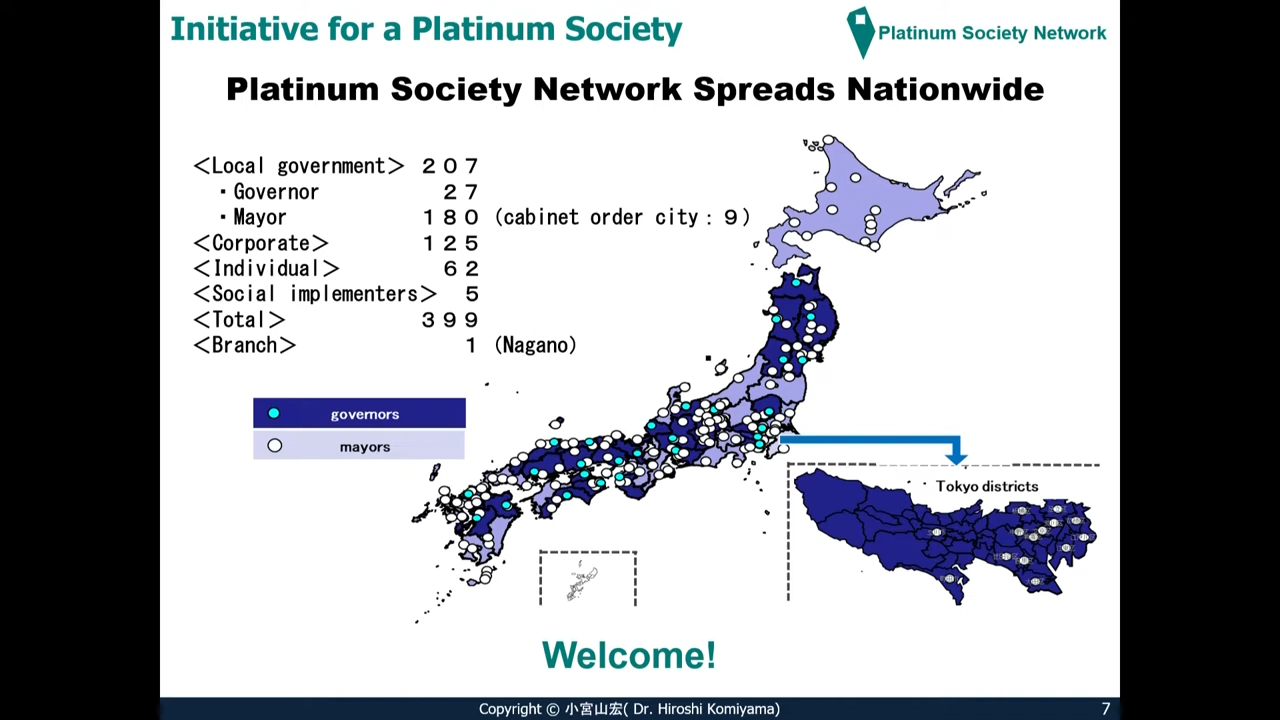 Initiative for a Platinum Society
Platinum Society Network
Platinum Society Network Spreads Nationwide
＜Local government＞ ２０７
・Governor ２７
・Mayor １８０ (cabinet order city：９)
＜Corporate＞ １２５
＜Individual＞ ６２
＜Social implementers＞ ５
＜Total＞ ３９９
＜Branch＞ １ (Nagano)
governors
mayors
Tokyo districts
Welcome!
Copyright © 小宮山宏( Dr. Hiroshi Komiyama)
7